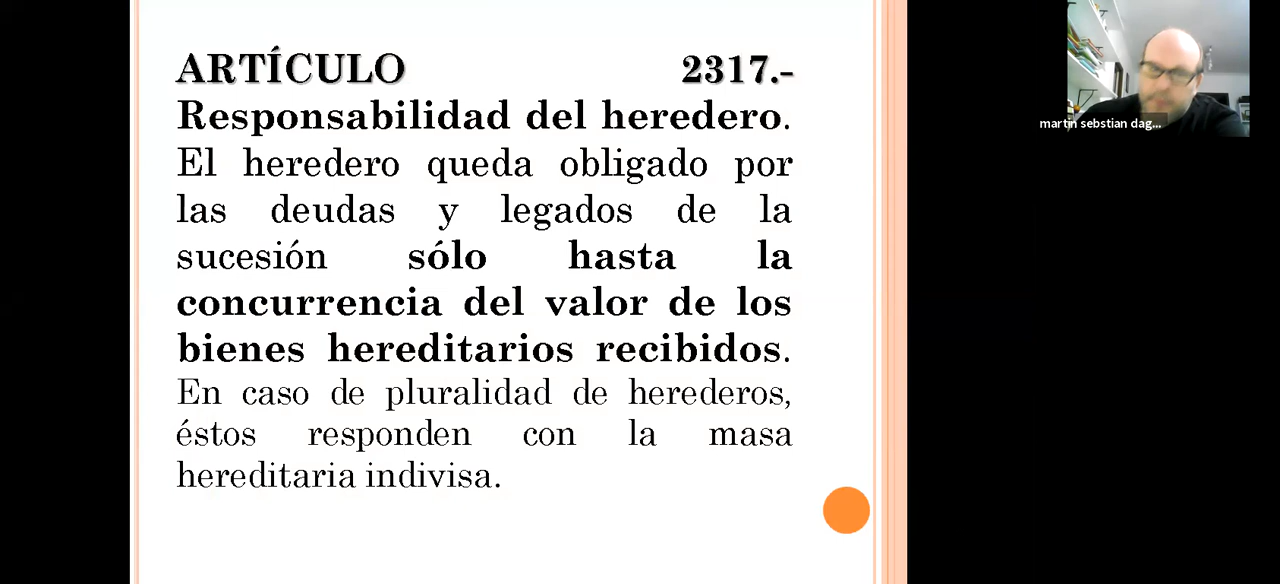 ARTÍCULO 2317.-
Responsabilidad del heredero.
El heredero queda obligado por
las deudas y legados de la
sucesión sólo hasta la
concurrencia del valor de los
bienes hereditarios recibidos.
En caso de pluralidad de herederos,
éstos responden con la masa
hereditaria indivisa.
martin sebstian dag...